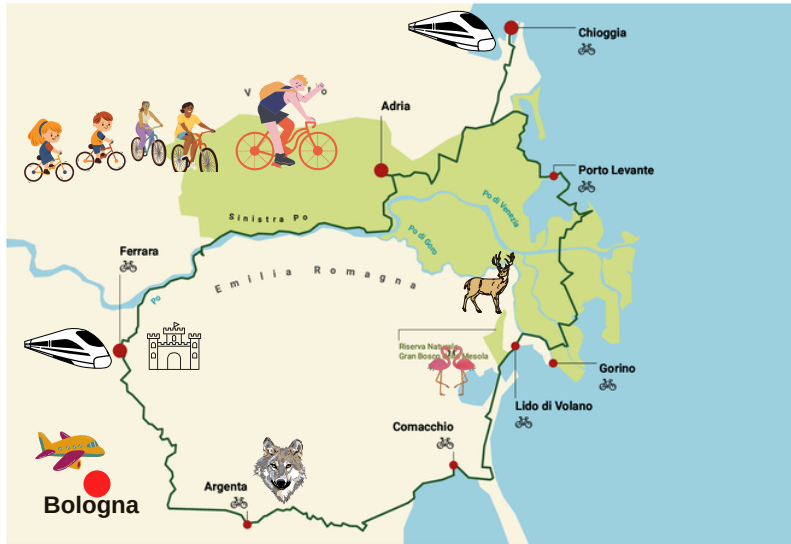 Chioggia
Adria
Porto Levante
Po di Venezia
Sinistra Po
Po di Goro
Ferrara
Emilia Romagna
Po
Riserva Naturale
Gran Bosco della Mesola
Gorino
Lido di Volano
Comacchio
Argenta
Bologna